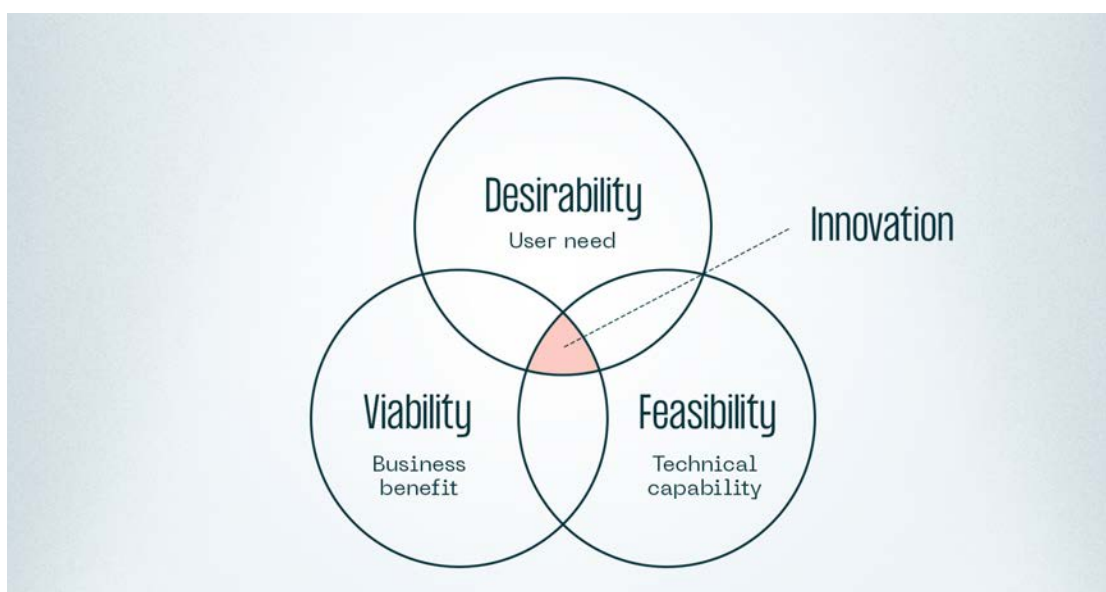 Desirability
User need
Innovation
Viability
Business
benefit
Feasibility
Technical
capability